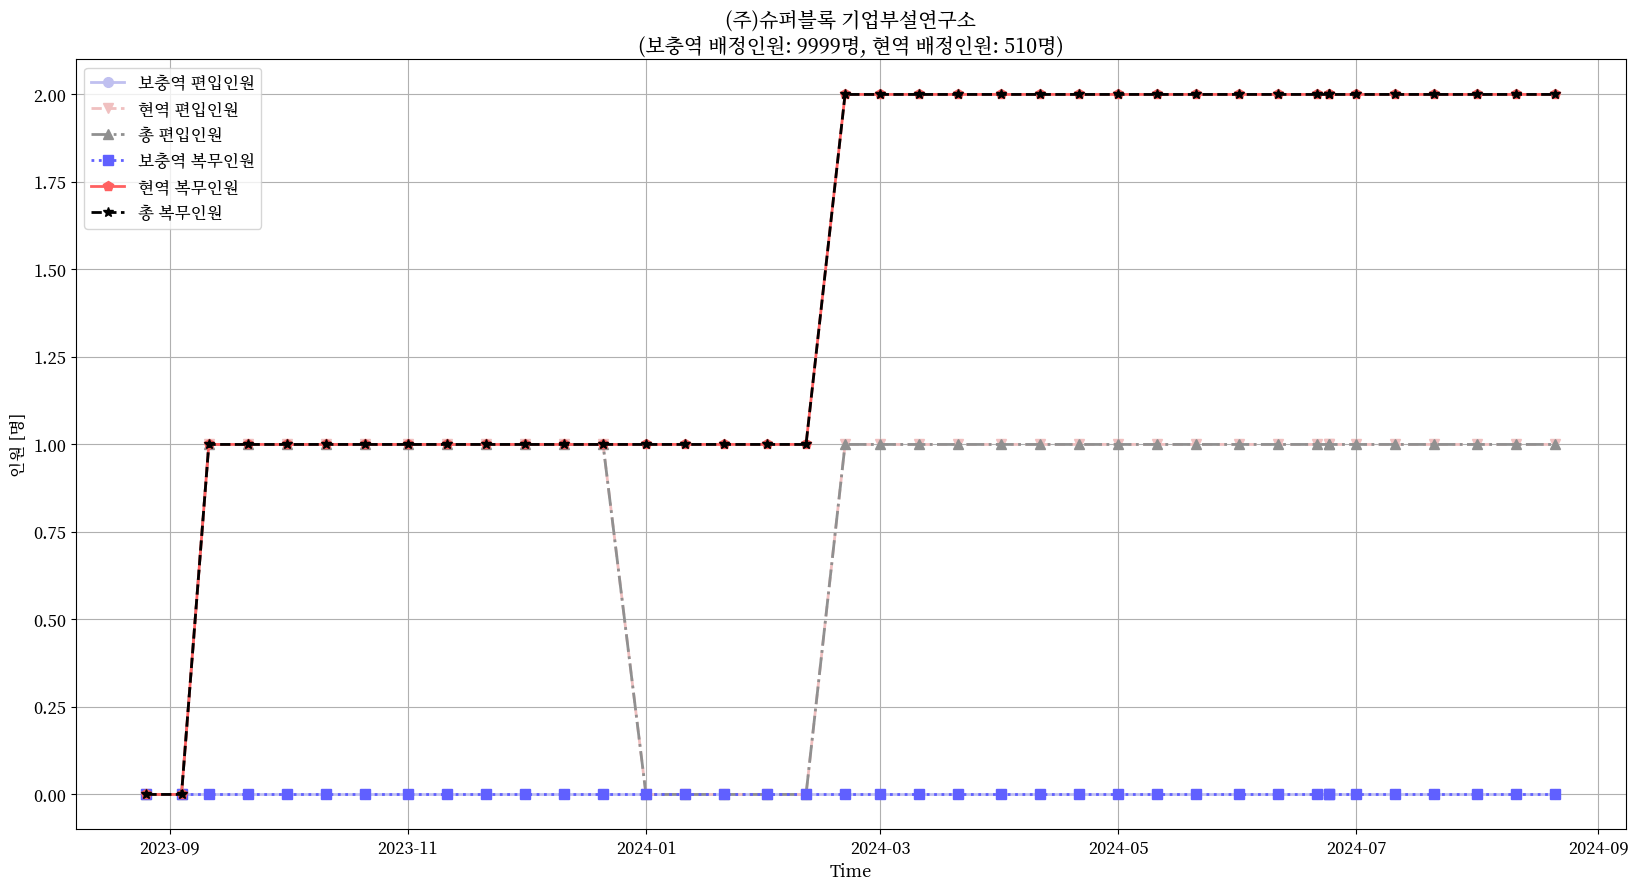 (주)슈퍼블록 기업부설연구소
(보충역 배정인원: 9999명, 현역 배정인원: 510명)
보충역 편입인원
현역 편입인원
총 편입인원
보충역 복무인원
현역 복무인원
총 복무인원
2.00
1.75
1.50
1.25
1.00
0.75
0.50
0.25
0.00
인원 [명]
2023-09 2023-11 2024-01 2024-03 2024-05 2024-07 2024-09
Time